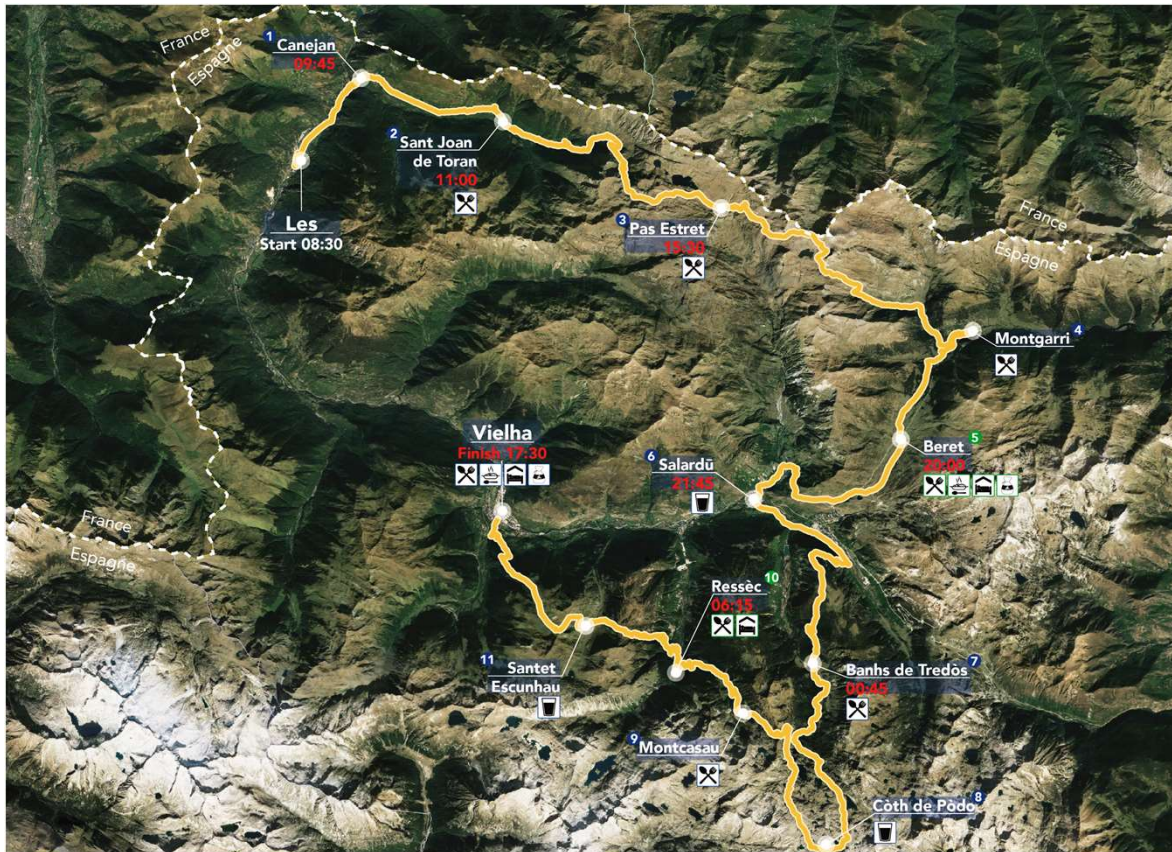 France
Espagne
1
Canejan
09:45
2
Sant Joan
de Toran
11:00
Les
Start 08:30
3
Pas Estret
15:30
France
Espagne
Montgarri 4
Vielha
Finish 17:30
Beret 5
20:00
6
Salardū
21:45
France
Espagne
Ressèc 10
06:15
11
Santet
Escunhau
Banhs de Tredòs 7
00:45
9
Montcasau
Còth de Pòdo 8